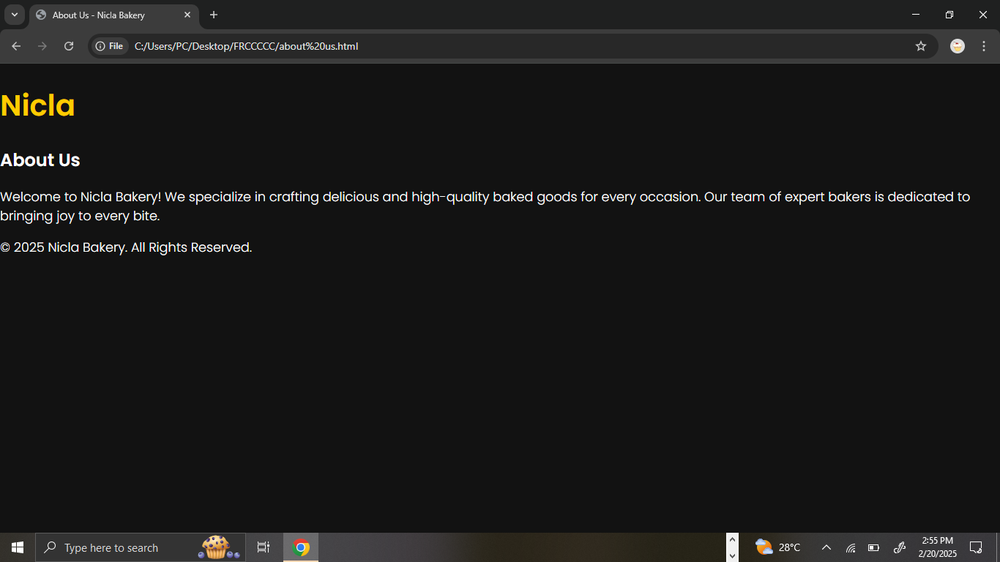 About Us - Nicla Bakery
File
C:/Users/PC/Desktop/FRCCCCC/about%20us.html
Nicla
About Us
Welcome to Nicla Bakery! We specialize in crafting delicious and high-quality baked goods for every occasion. Our team of expert bakers is dedicated to
bringing joy to every bite.
© 2025 Nicla Bakery. All Rights Reserved.
Type here to search
28°C
2:55 PM
2/20/2025